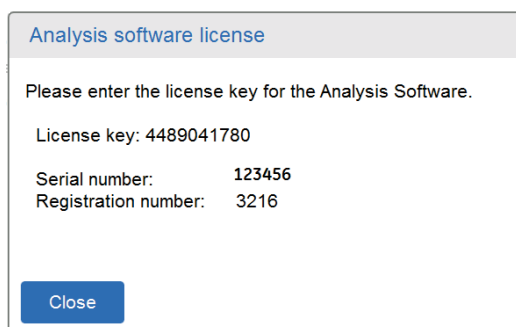 Analysis software license
Please enter the license key for the Analysis Software.
License key: 4489041780
Serial number: 123456
Registration number: 3216
Close